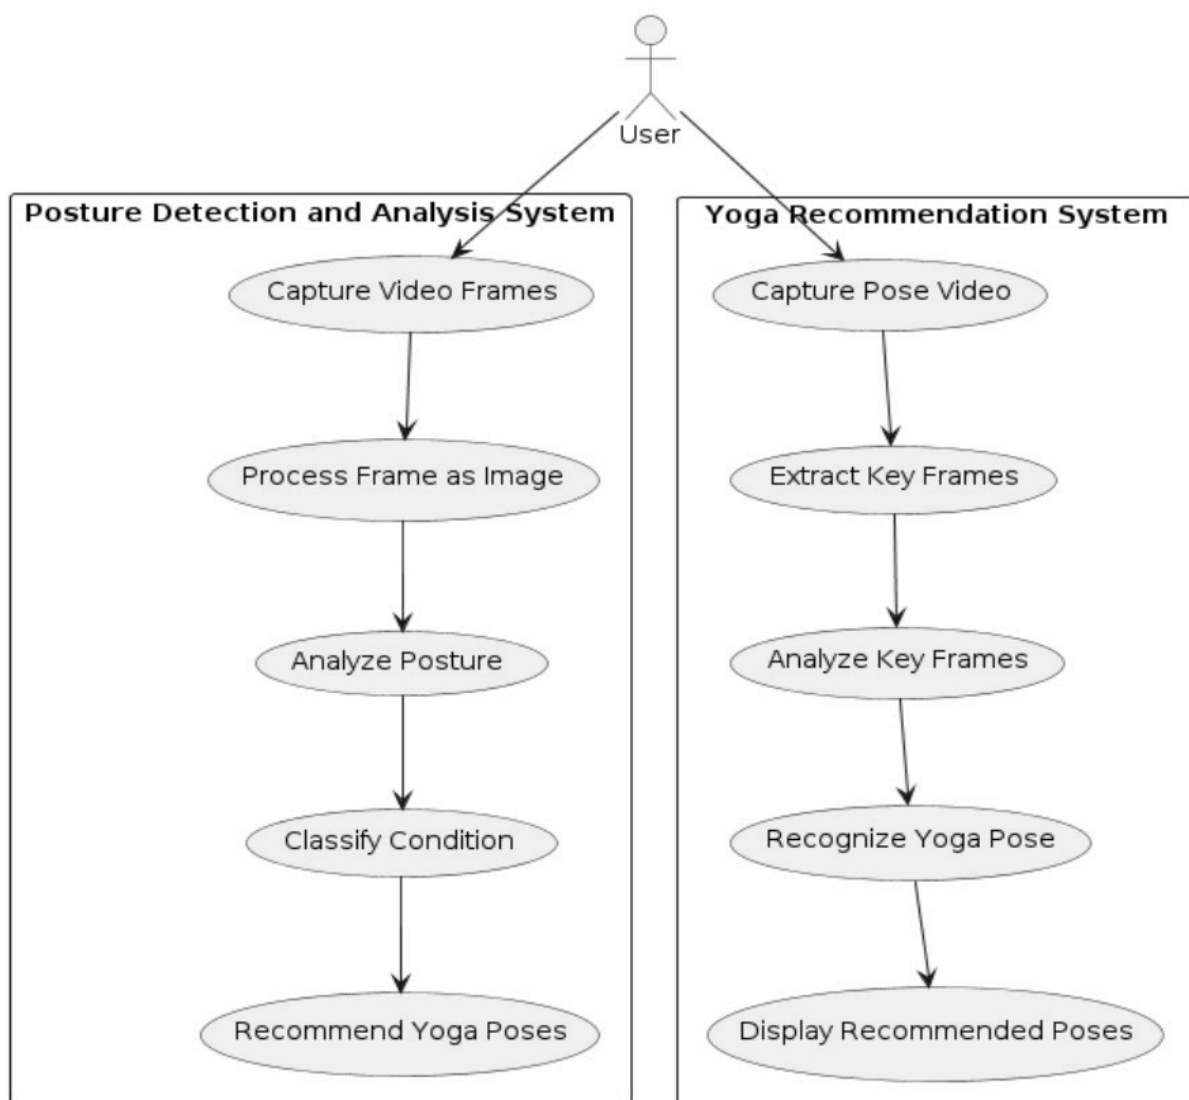 User
Posture Detection and Analysis System
Capture Video Frames
Process Frame as Image
Analyze Posture
Classify Condition
Recommend Yoga Poses
Yoga Recommendation System
Capture Pose Video
Extract Key Frames
Analyze Key Frames
Recognize Yoga Pose
Display Recommended Poses